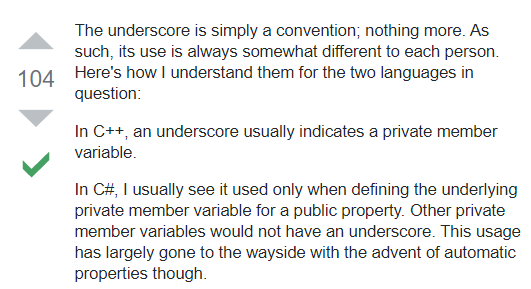 The underscore is simply a convention; nothing more. As
such, its use is always somewhat different to each person.
104
Here's how I understand them for the two languages in
question:
In C++, an underscore usually indicates a private member
variable.
In C#, I usually see it used only when defining the underlying
private member variable for a public property. Other private
member variables would not have an underscore. This usage
has largely gone to the wayside with the advent of automatic
properties though.